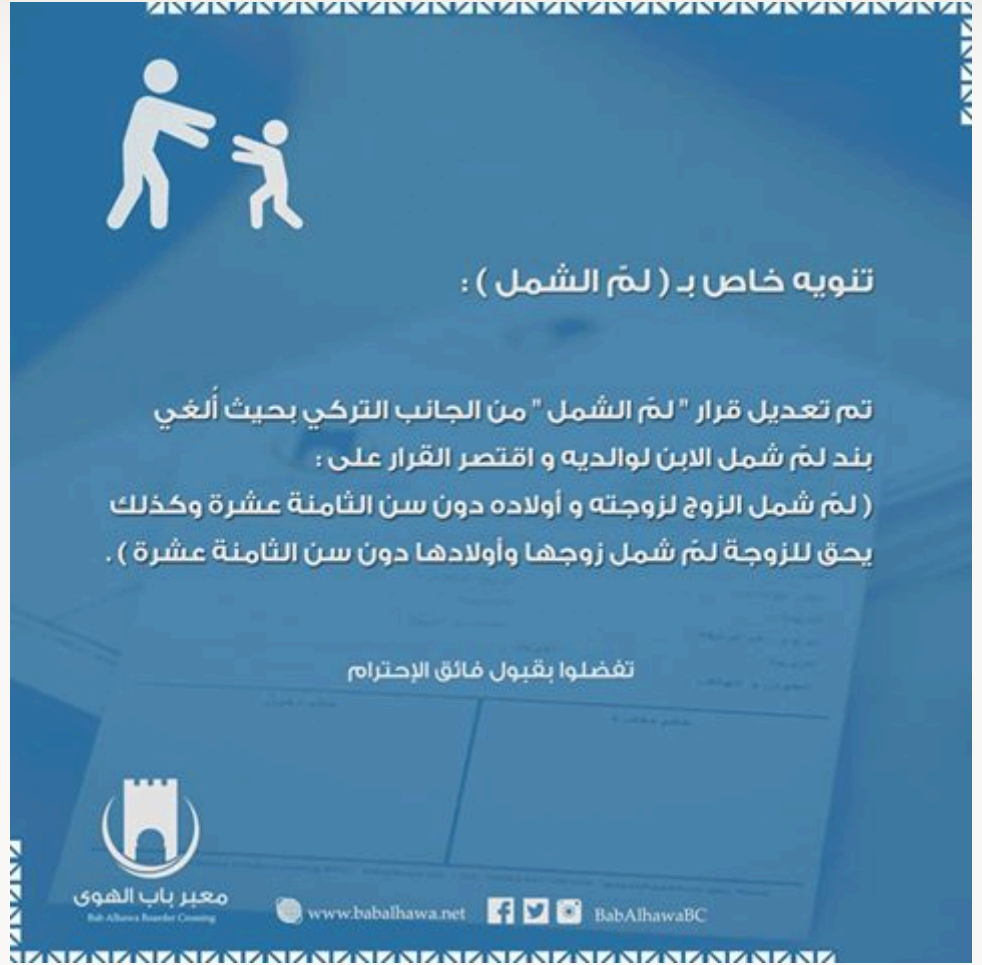 تنويه خاص بـ ( لمّ الشمل ) :
تم تعديل قرار " لمّ الشمل " من الجانب التركي بحيث أُلغي
بند لمّ شمل الابن لوالديه و اقتصر القرار على :
( لمّ شمل الزوج لزوجته و أولاده دون سن الثامنة عشرة وكذلك
يحق للزوجة لمّ شمل زوجها وأولادها دون سن الثامنة عشرة ) .
تفضلوا بقبول فائق الإحترام
معبر باب الهوى
Bab Alhawa Boarder Crossing
www.babalhawa.net
BabAlhawaBC